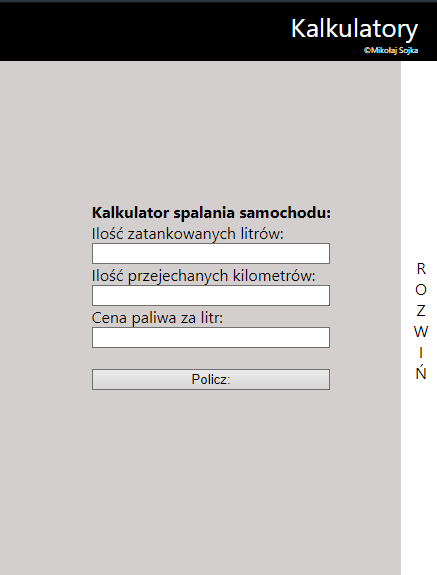 Kalkulatory
©Mikołaj Sojka
Kalkulator spalania samochodu:
Ilość zatankowanych litrów:
Ilość przejechanych kilometrów:
Cena paliwa za litr:
Policz:
R
O
Z
W
I
Ń